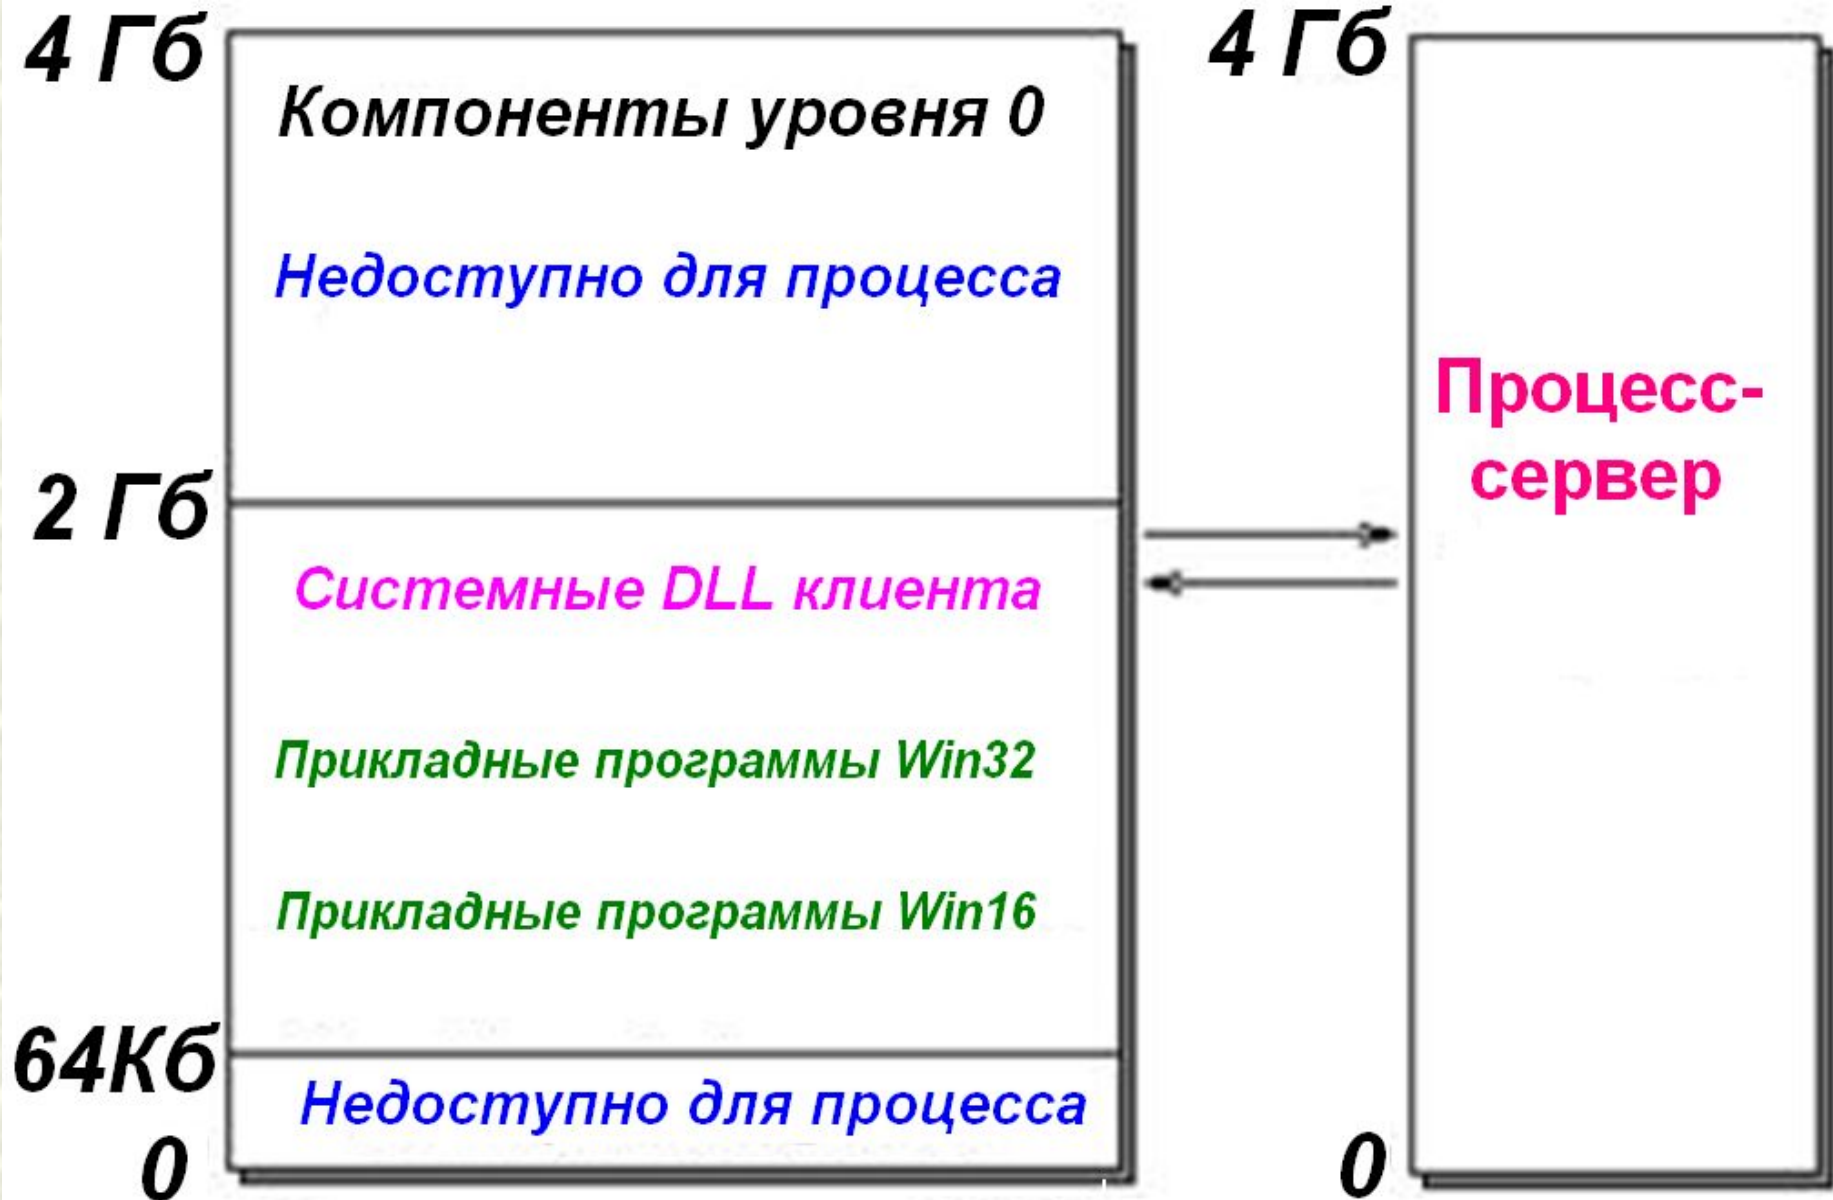 4 Гб
Компоненты уровня 0
Недоступно для процесса
2 Гб
Системные DLL клиента
Прикладные программы Win32
Прикладные программы Win16
64Кб
Недоступно для процесса
0
4 Гб
Процесс-
сервер
0